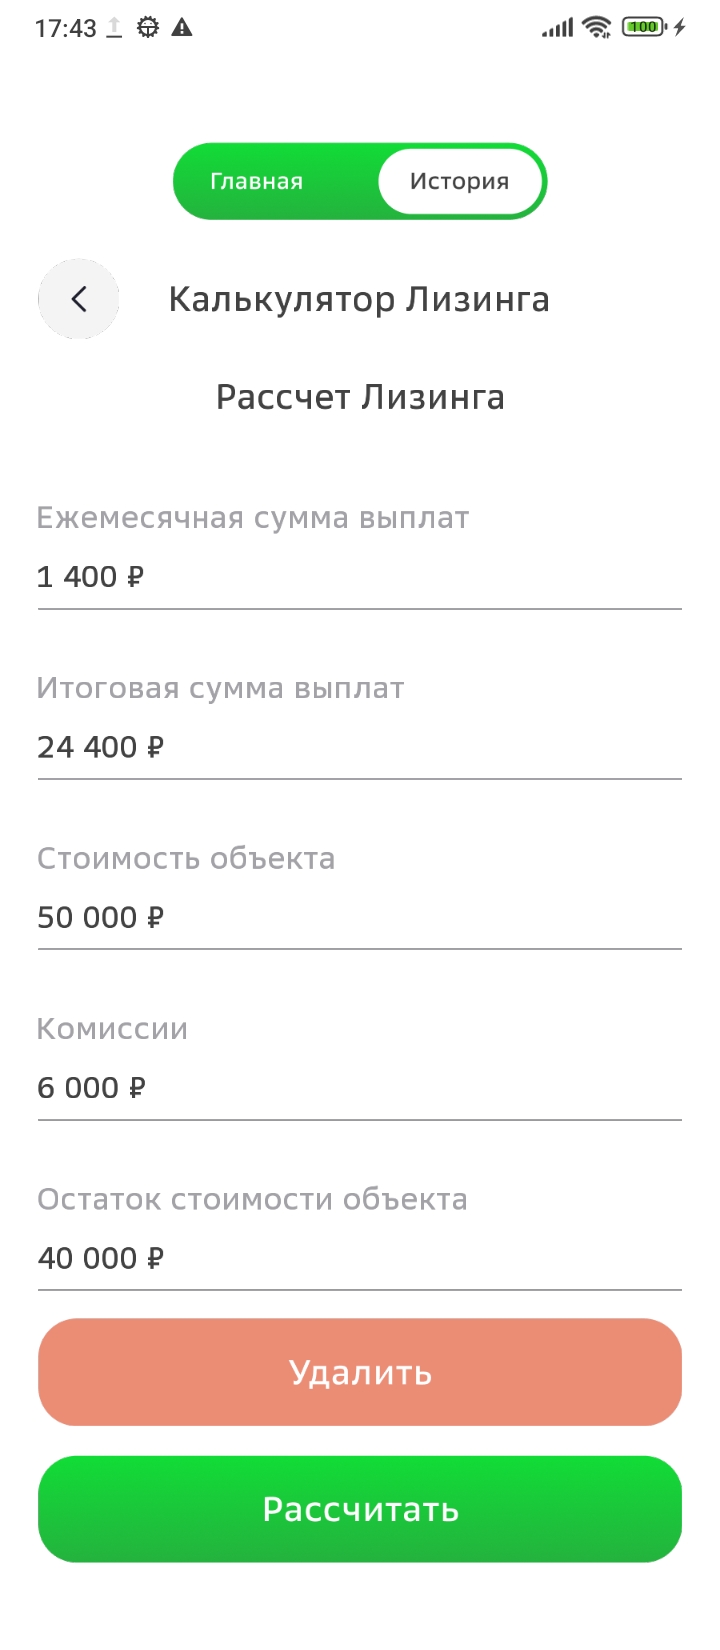 17:43
100
Главная
История
Калькулятор Лизинга
Рассчет Лизинга
Ежемесячная сумма выплат
1 400 ₽
Итоговая сумма выплат
24 400 ₽
Стоимость объекта
50 000 ₽
Комиссии
6 000 ₽
Остаток стоимости объекта
40 000 ₽
Удалить
Рассчитать